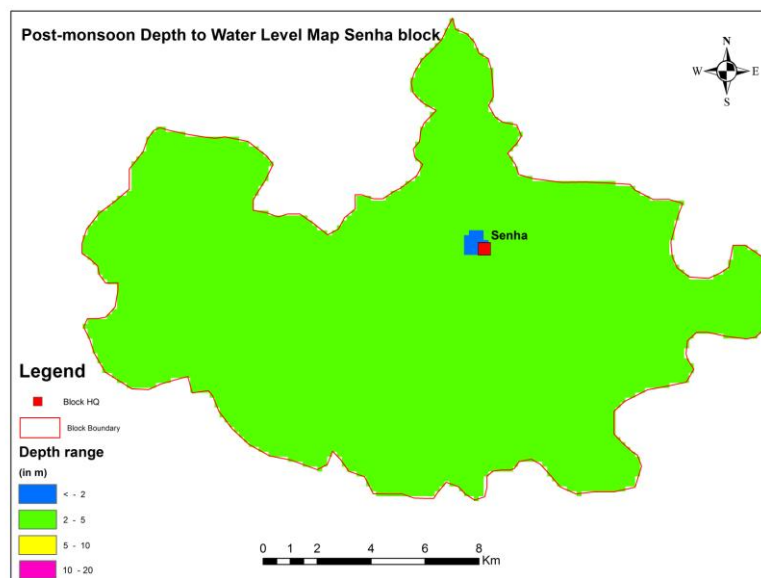 Post-monsoon Depth to Water Level Map Senha block
N
W E
S
Senha
Legend
Block HQ
Block Boundary
Depth range
(in m)
< - 2
2 - 5
5 - 10
10 - 20
0 1 2 4 6 8
Km